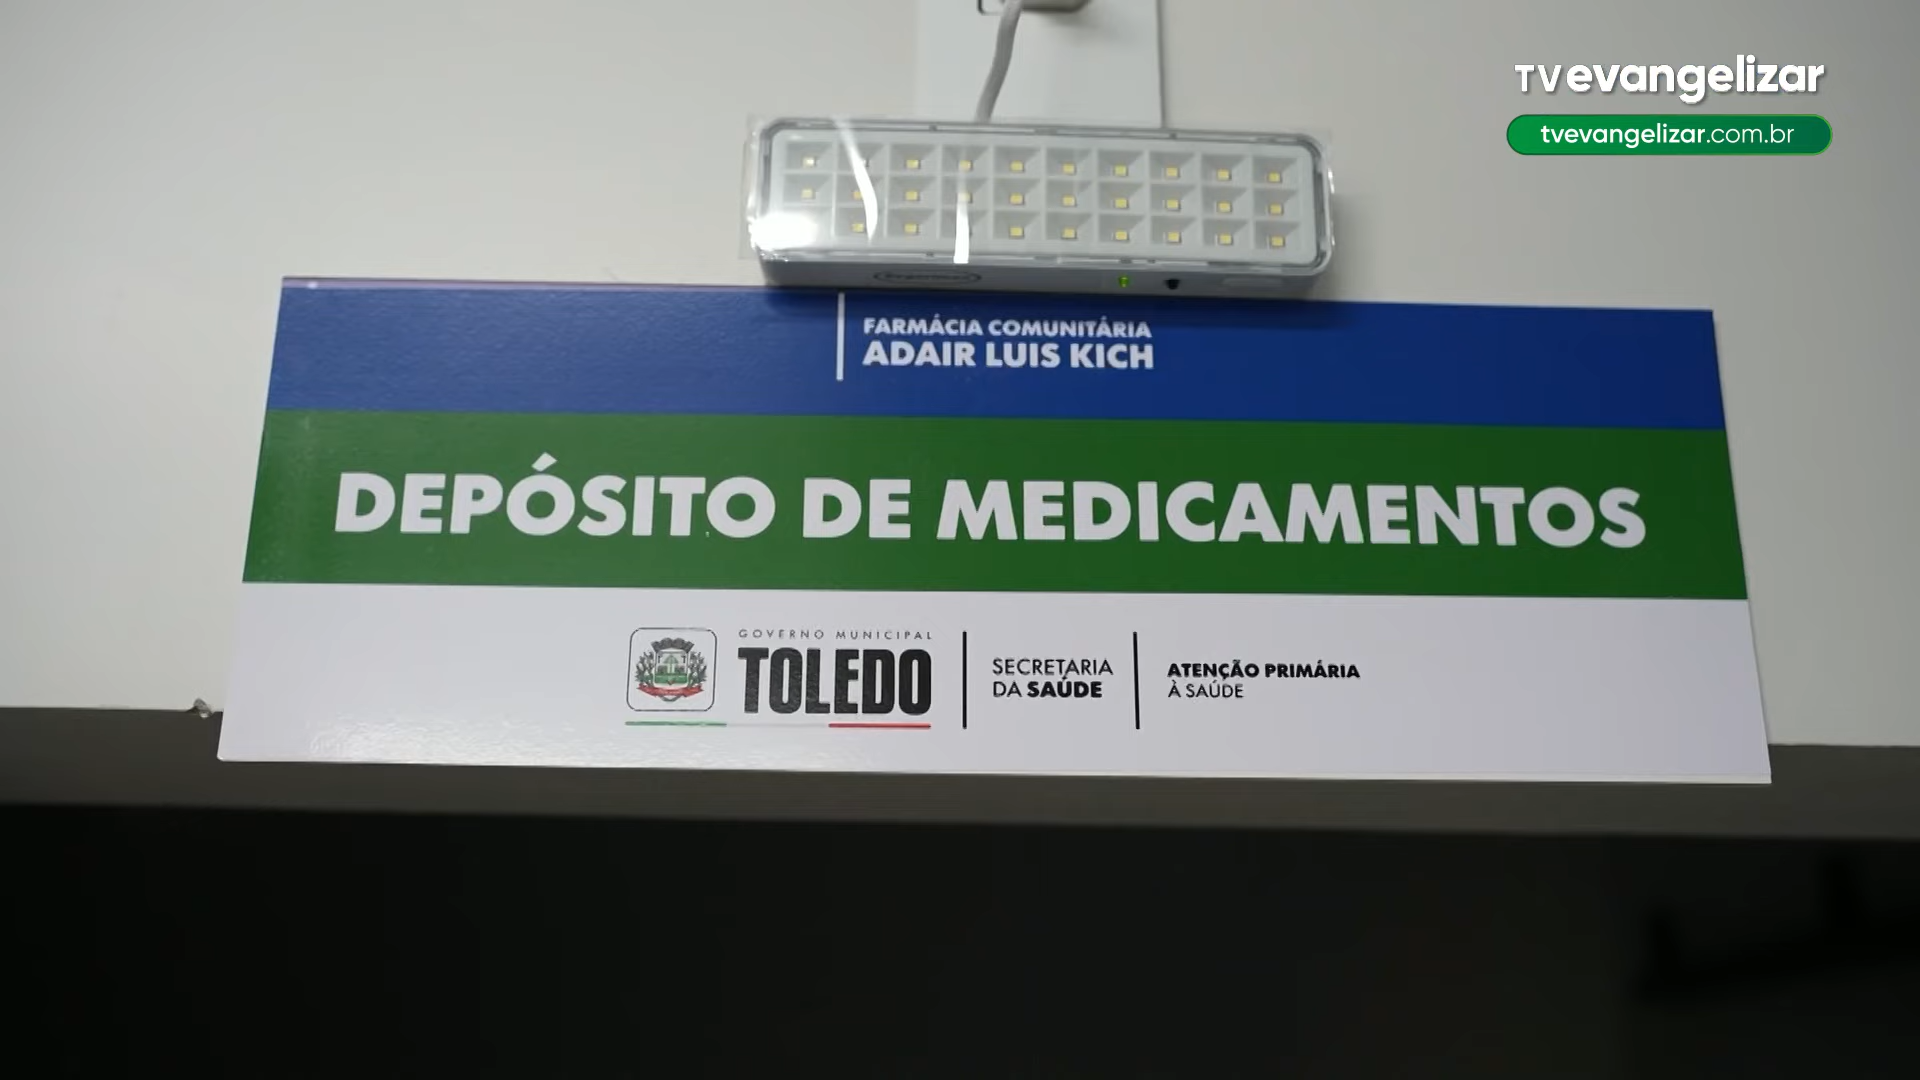 TVevangelizar
tvevangelizar.com.br
FARMÁCIA COMUNITÁRIA
ADAIR LUIS KICH
DEPÓSITO DE MEDICAMENTOS
GOVERNO MUNICIPAL
TOLEDO
SECRETARIA
DA SAÚDE
ATENÇÃO PRIMÁRIA
À SAÚDE